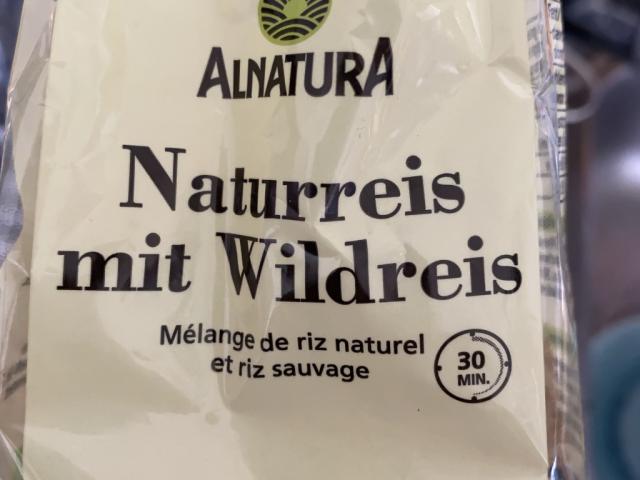 ALNATURA
Naturreis
mit Wildreis
Mélange de riz naturel
et riz sauvage
30
MIN.